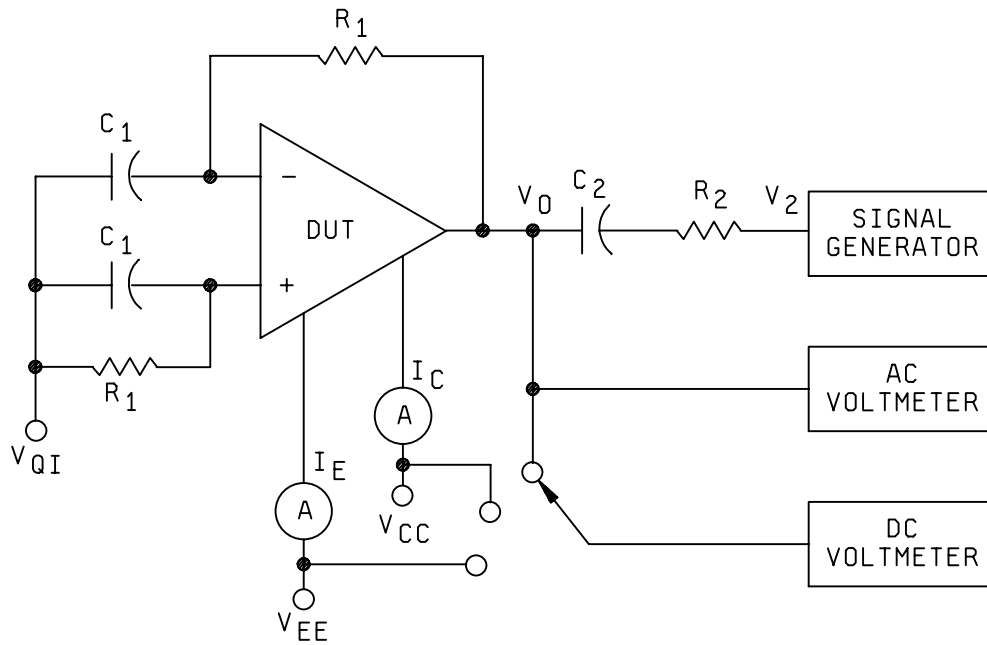 R1
C1
−
DUT
VO
C2
R2
V2
SIGNAL
GENERATOR
C1
+
R1
VQI
IC
A
AC
VOLTMETER
IE
A
VCC
DC
VOLTMETER
VEE